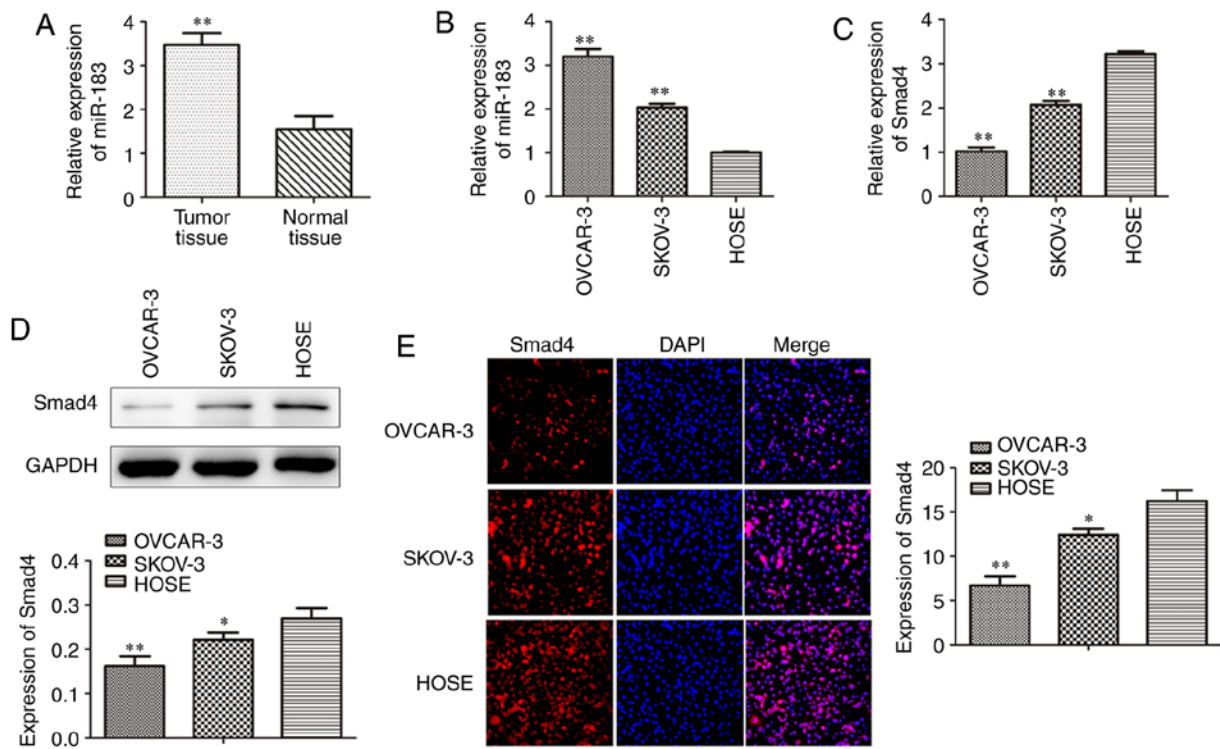 A
Relative expression
of miR-183
4
3
2
1
0
**
Tumor
tissue
Normal
tissue
B
Relative expression
of miR-183
4
3
2
1
0
**
**
OVCAR-3
SKOV-3
HOSE
C
Relative expression
of Smad4
4
3
2
1
0
**
**
OVCAR-3
SKOV-3
HOSE
D
OVCAR-3
SKOV-3
HOSE
Smad4
GAPDH
OVCAR-3
SKOV-3
HOSE
Expression of Smad4
0.4
0.3
0.2
0.1
0.0
**
*
E
Smad4 DAPI Merge
OVCAR-3
SKOV-3
HOSE
OVCAR-3
SKOV-3
HOSE
Expression of Smad4
20
15
10
5
0
**
*